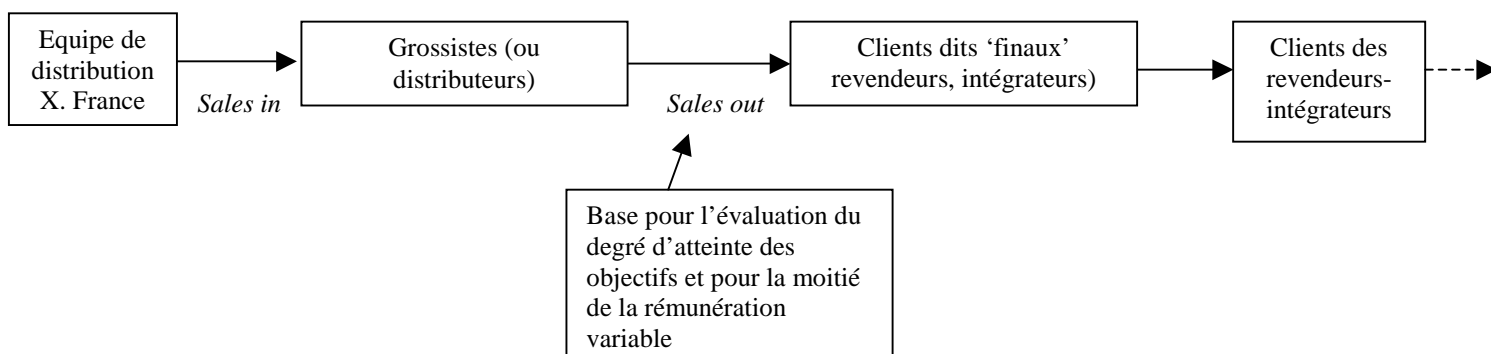 Equipe de
distribution
X. France
Sales in
Grossistes (ou
distributeurs)
Sales out
Clients dits ‘finaux’
revendeurs, intégrateurs)
Clients des
revendeurs-
intégrateurs
Base pour l’évaluation du
degré d’atteinte des
objectifs et pour la moitié
de la rémunération
variable